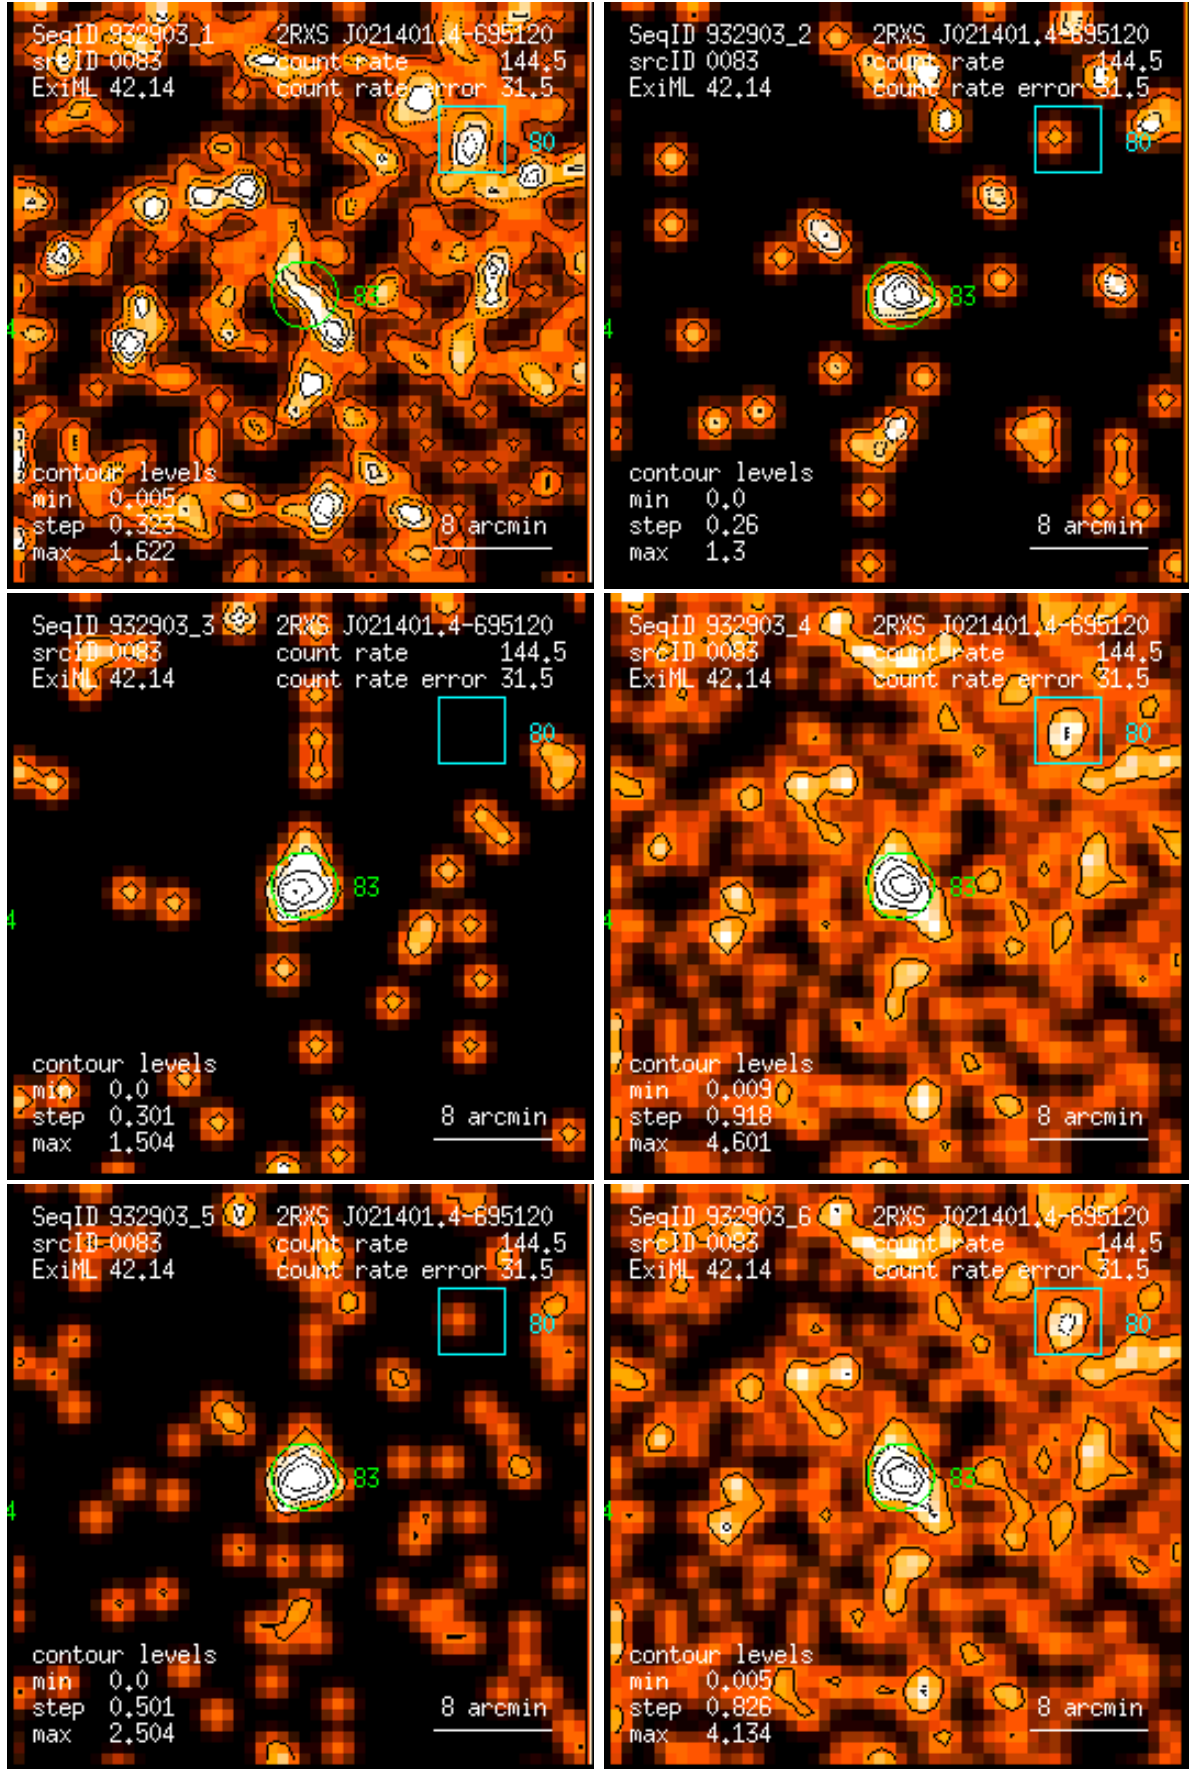 SeqID 932903_1 2RXS J021401.4-695120
srcID 0083 count rate 144.5
ExiML 42.14 count rate error 31.5
80
83
4
contour levels
min 0.005
step 0.323
max 1.622
8 arcmin
SeqID 932903_2 2RXS J021401.4-695120
srcID 0083 count rate 144.5
ExiML 42.14 count rate error 31.5
80
83
4
contour levels
min 0.0
step 0.26
max 1.3
8 arcmin
SeqID 932903_3 2RXS J021401.4-695120
srcID 0083 count rate 144.5
ExiML 42.14 count rate error 31.5
80
83
4
contour levels
min 0.0
step 0.301
max 1.504
8 arcmin
SeqID 932903_4 2RXS J021401.4-695120
srcID 0083 count rate 144.5
ExiML 42.14 count rate error 31.5
80
83
4
contour levels
min 0.009
step 0.918
max 4.601
8 arcmin
SeqID 932903_5 2RXS J021401.4-695120
srcID 0083 count rate 144.5
ExiML 42.14 count rate error 31.5
80
83
4
contour levels
min 0.0
step 0.501
max 2.504
8 arcmin
SeqID 932903_6 2RXS J021401.4-695120
srcID 0083 count rate 144.5
ExiML 42.14 count rate error 31.5
80
83
4
contour levels
min 0.005
step 0.826
max 4.134
8 arcmin